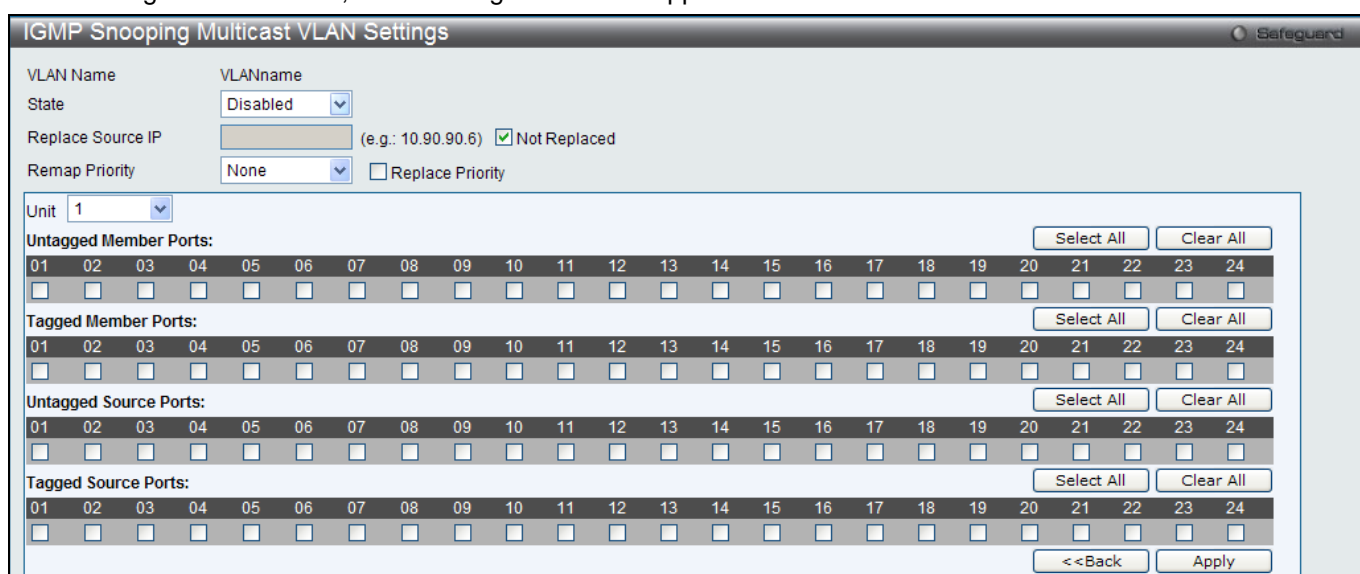 IGMP Snooping Multicast VLAN Settings Safeguard
VLAN Name VLANname
State Disabled
Replace Source IP (e.g.: 10.90.90.6) Not Replaced
Remap Priority None Replace Priority
Unit 1
Untagged Member Ports: Select All Clear All
01 02 03 04 05 06 07 08 09 10 11 12 13 14 15 16 17 18 19 20 21 22 23 24
Tagged Member Ports: Select All Clear All
01 02 03 04 05 06 07 08 09 10 11 12 13 14 15 16 17 18 19 20 21 22 23 24
Untagged Source Ports: Select All Clear All
01 02 03 04 05 06 07 08 09 10 11 12 13 14 15 16 17 18 19 20 21 22 23 24
Tagged Source Ports: Select All Clear All
01 02 03 04 05 06 07 08 09 10 11 12 13 14 15 16 17 18 19 20 21 22 23 24
<<Back Apply